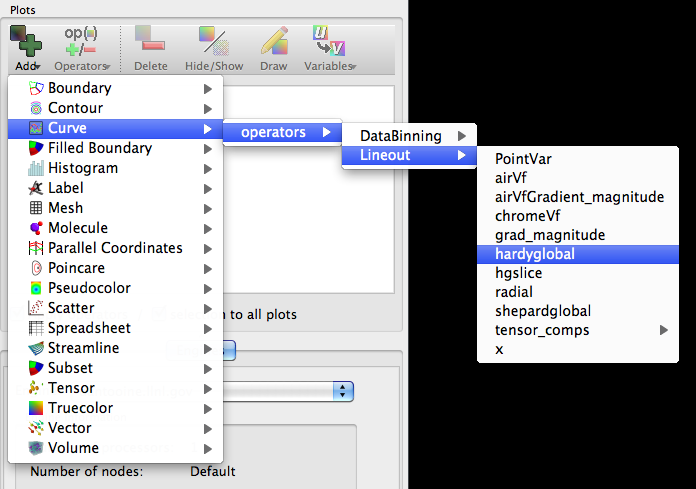 Plots
op()
Add Operators Delete Hide/Show Draw Variables
Boundary
Contour
Curve
Filled Boundary
Histogram
Label
Mesh
Molecule
Parallel Coordinates
Poincare
Pseudocolor
Scatter
Spreadsheet
Streamline
Subset
Tensor
Truecolor
Vector
Volume
operators
DataBinning
Lineout
PointVar
airVf
airVfGradient_magnitude
chromeVf
grad_magnitude
hardyglobal
hgslice
radial
shepardglobal
tensor_comps
x
to all plots
Number of nodes: Default